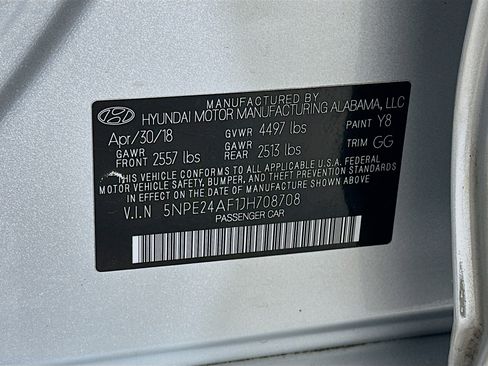 MANUFACTURED BY
HYUNDAI MOTOR MANUFACTURING ALABAMA, LLC
Apr/30/18 GVWR 4497 lbs PAINT Y8
GAWR FRONT 2557 lbs GAWR REAR 2513 lbs TRIM GG
THIS VEHICLE CONFORMS TO ALL APPLICABLE U.S.A. FEDERAL
MOTOR VEHICLE SAFETY, BUMPER, AND THEFT PREVENTION STANDARDS
IN EFFECT ON THE DATE OF MANUFACTURE SHOWN ABOVE.
V.I.N 5NPE24AF1JH708708
PASSENGER CAR